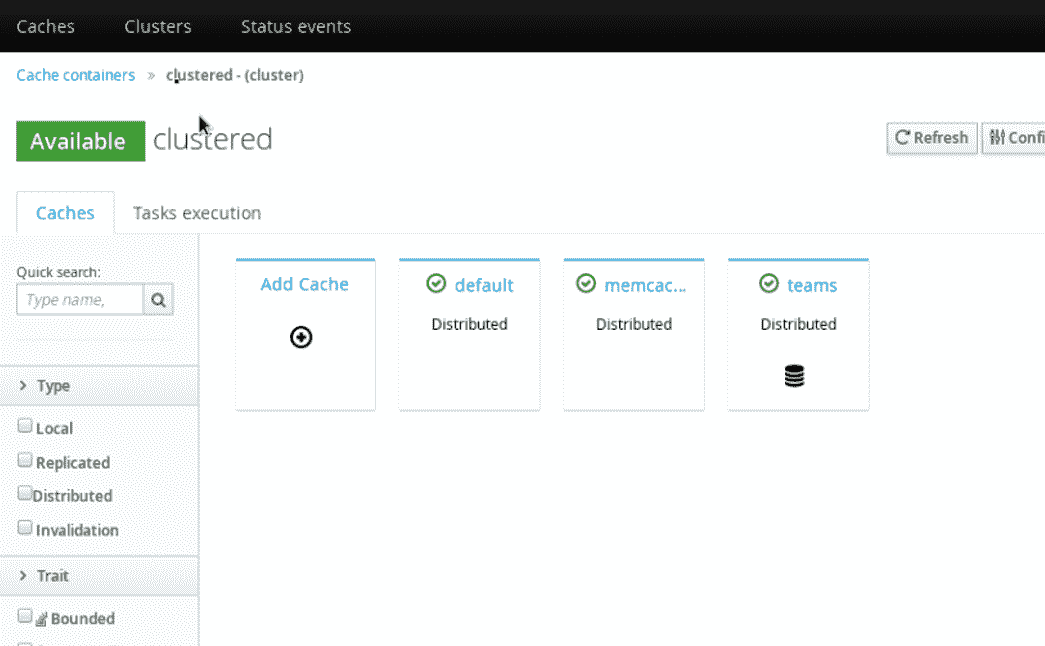 Caches Clusters Status events
Cache containers » clustered - (cluster)
Available clustered
Refresh
Caches Tasks execution
Quick search:
Type name,
Add Cache
default
Distributed
memcac...
Distributed
teams
Distributed
Type
Local
Replicated
Distributed
Invalidation
Trait
Bounded